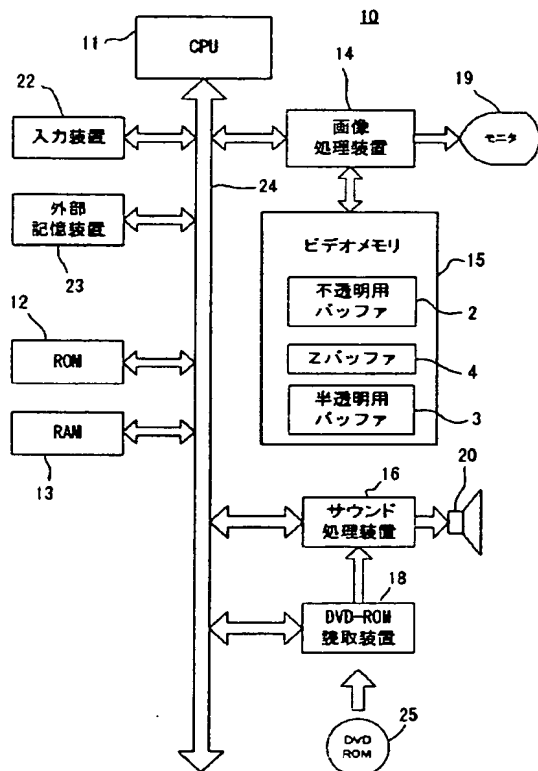 10
11
CPU
22
入力装置
14
画像
処理装置
19
モニタ
24
外部
記憶装置
23
ビデオメモリ
15
不透明用
バッファ
2
Zバッファ
4
半透明用
バッファ
3
12
ROM
RAM
13
16
サウンド
処理装置
20
18
DVD-ROM
読取装置
DVD
ROM
25